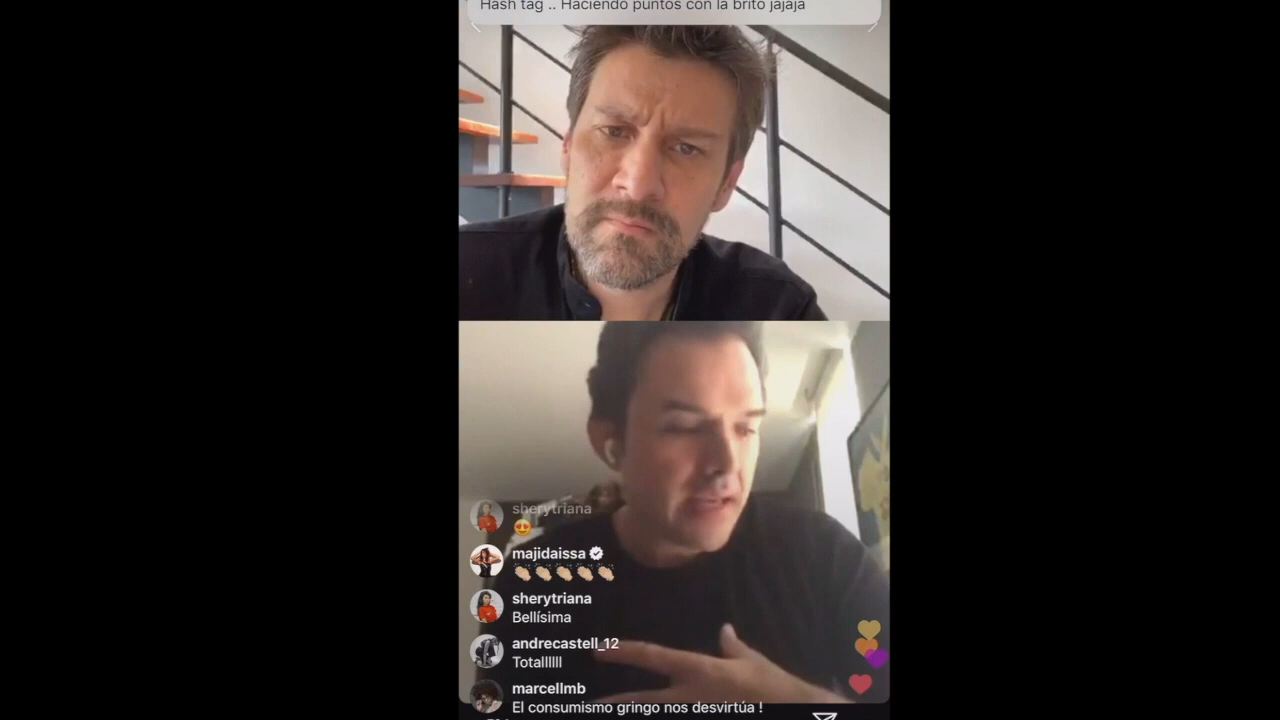 Hash tag .. Haciendo puntos con la brito jajaja
sherytriana
😍
majidaissa
👏🏼👏🏼👏🏼👏🏼👏🏼
sherytriana
Bellísima
andrecastell_12
Totallllll
marcellmb
El consumismo gringo nos desvirtúa !